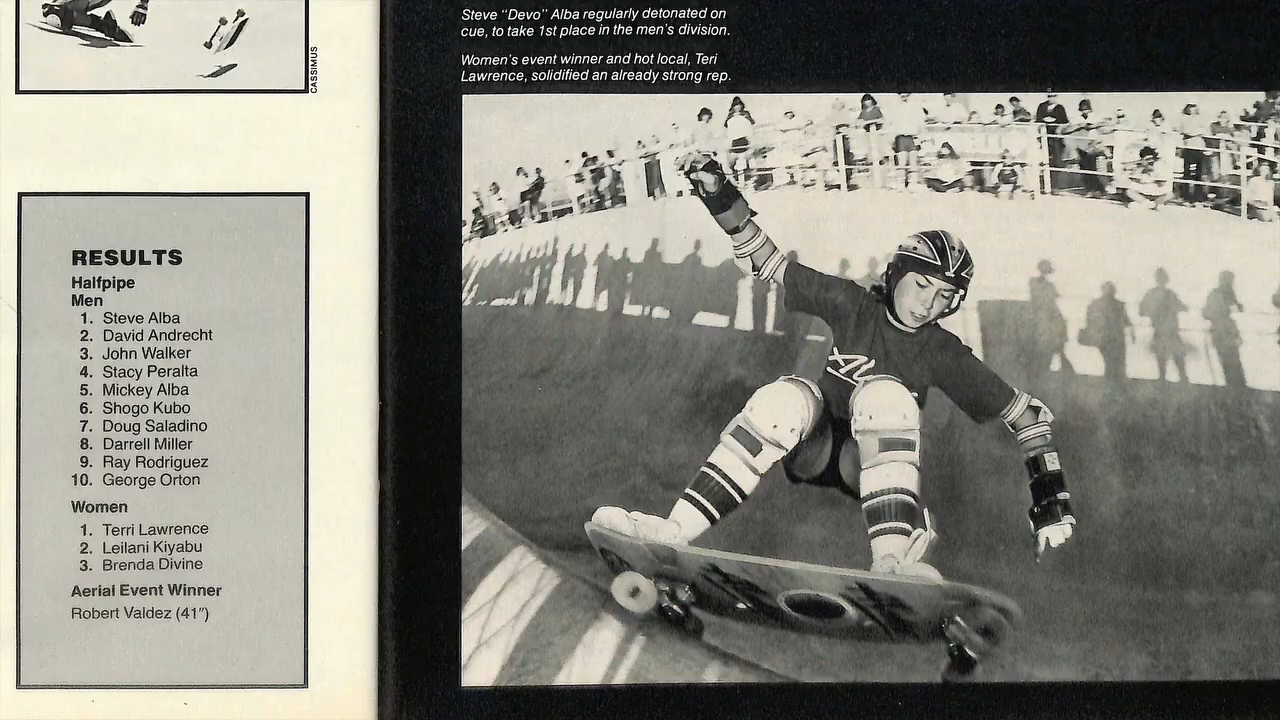 CASSIMUS
RESULTS
Halfpipe
Men
1. Steve Alba
2. David Andrecht
3. John Walker
4. Stacy Peralta
5. Mickey Alba
6. Shogo Kubo
7. Doug Saladino
8. Darrell Miller
9. Ray Rodriguez
10. George Orton
Women
1. Terri Lawrence
2. Leilani Kiyabu
3. Brenda Divine
Aerial Event Winner
Robert Valdez (41″)
Steve “Devo” Alba regularly detonated on
cue, to take 1st place in the men's division.
Women's event winner and hot local, Teri
Lawrence, solidified an already strong rep.